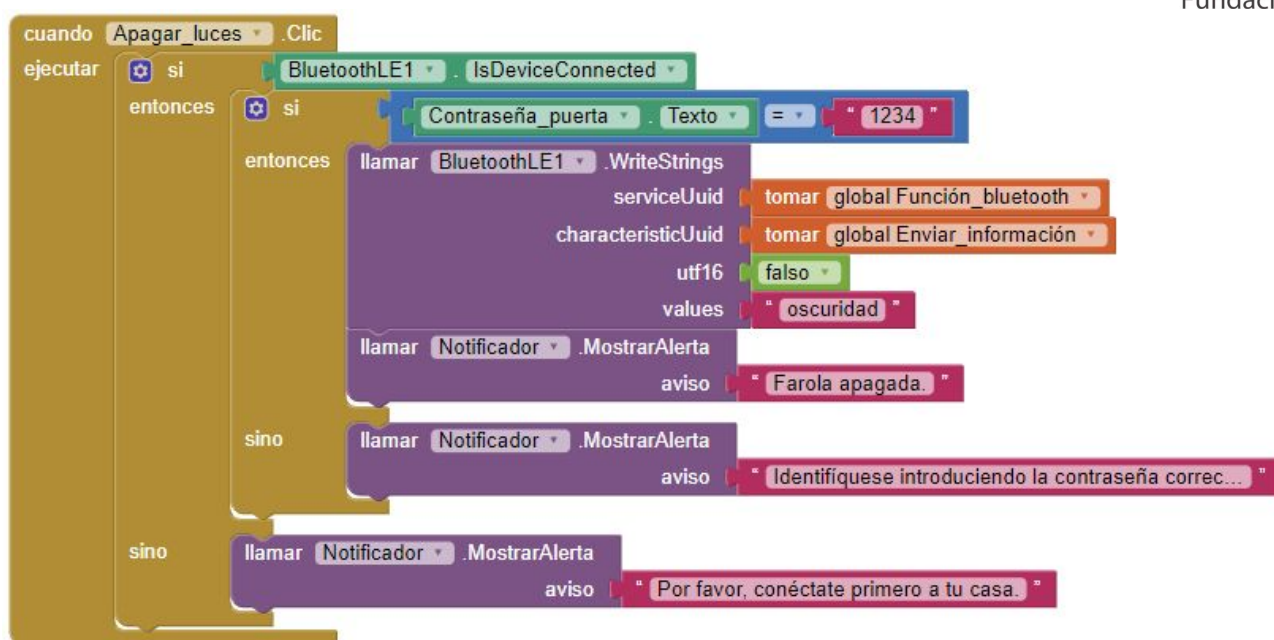 Fundaci
cuando Apagar_luces .Clic
ejecutar si BluetoothLE1 . IsDeviceConnected
entonces si Contraseña_puerta . Texto = " 1234 "
entonces llamar BluetoothLE1 .WriteStrings
serviceUuid tomar global Función_bluetooth
characteristicUuid tomar global Enviar_información
utf16 falso
values " oscuridad "
llamar Notificador .MostrarAlerta
aviso " Farola apagada. "
sino llamar Notificador .MostrarAlerta
aviso " Identifíquese introduciendo la contraseña correc... "
sino llamar Notificador .MostrarAlerta
aviso " Por favor, conéctate primero a tu casa. "